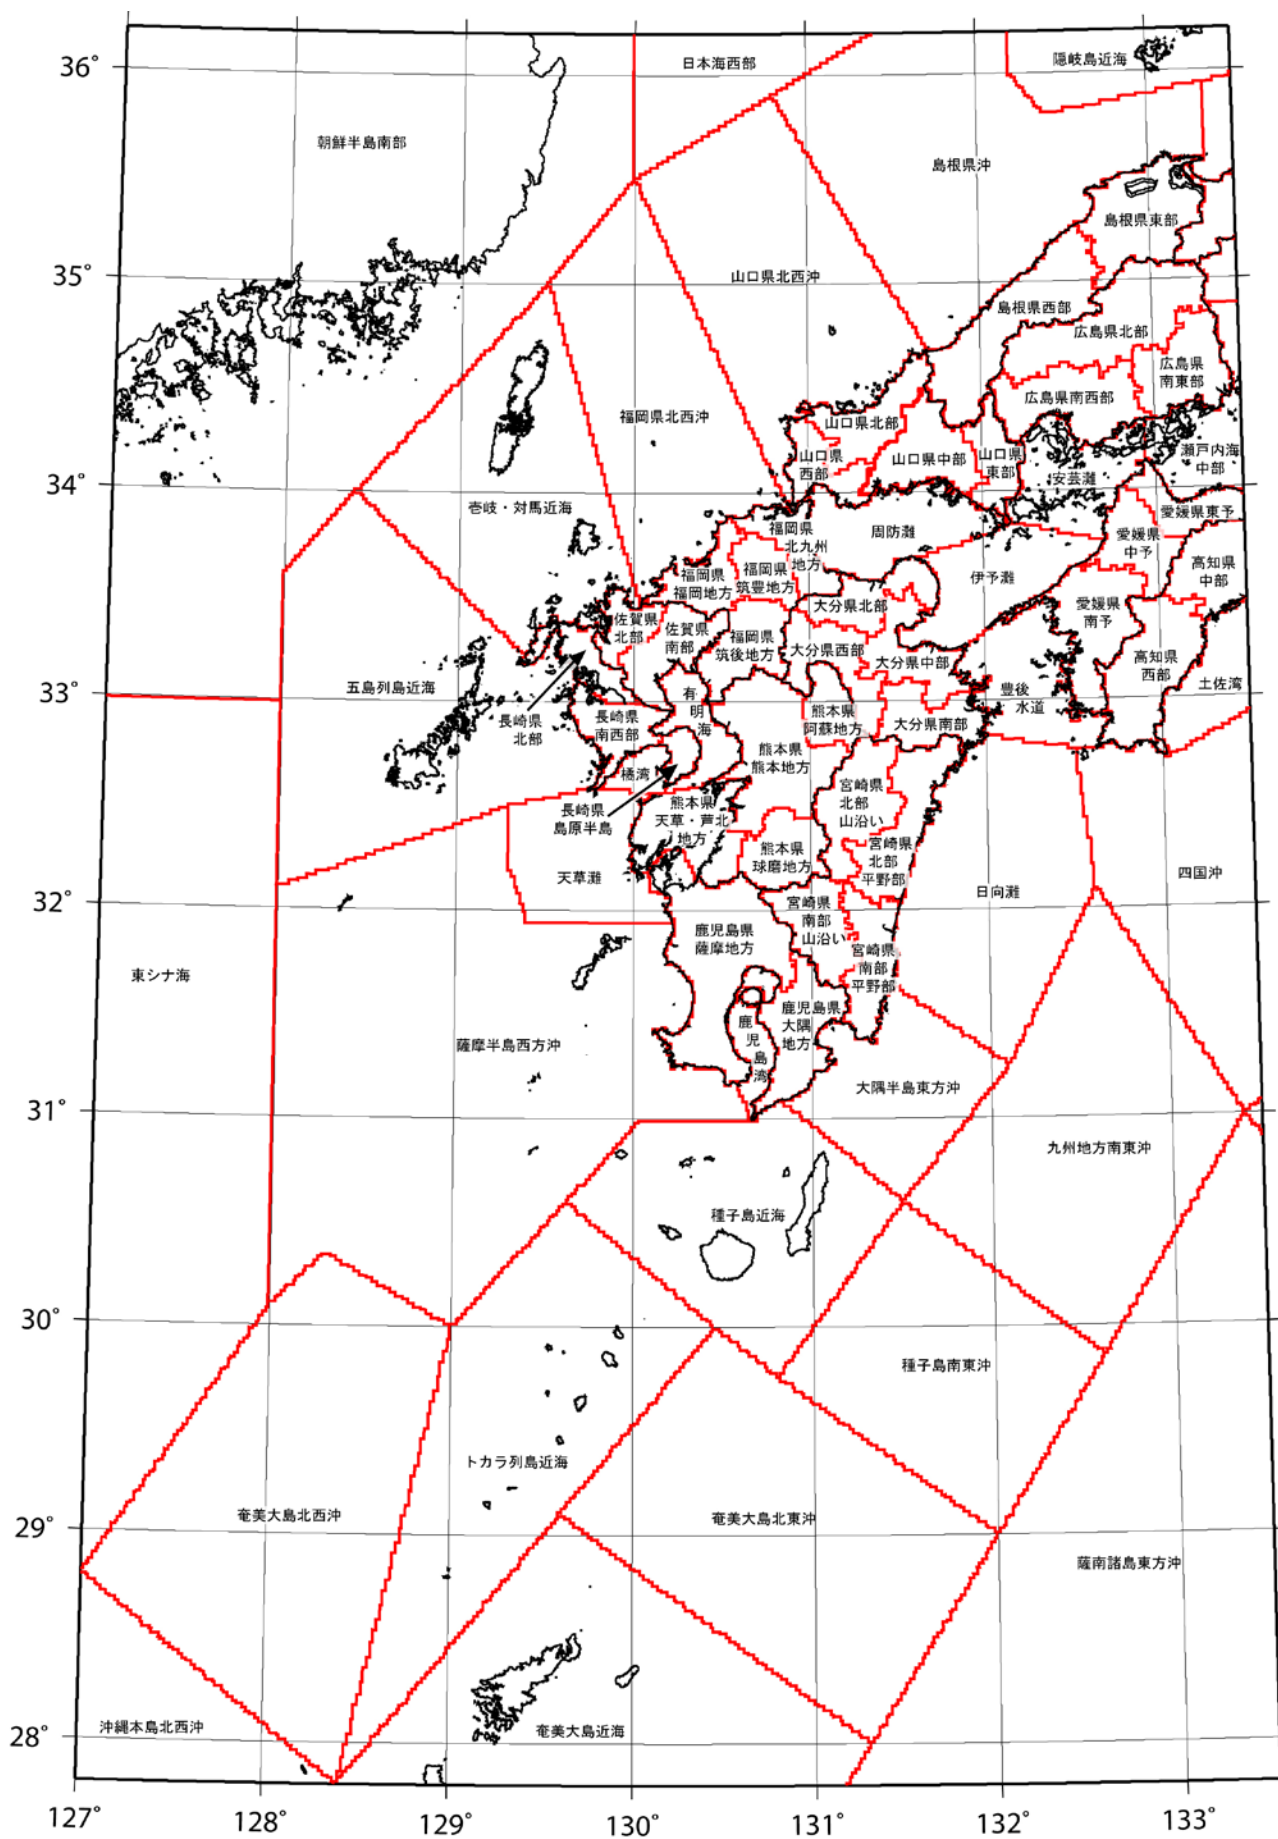 36°
日本海西部
隠岐島近海
朝鮮半島南部
島根県沖
島根県東部
35°
山口県北西沖
島根県西部
広島県北部
広島県
南東部
広島県南西部
福岡県北西沖
山口県北部
山口県
西部
山口県中部
山口県
東部
瀬戸内海
中部
安芸灘
34°
壱岐・対馬近海
愛媛県東予
福岡県
北九州
地方
周防灘
愛媛県
中予
高知県
中部
伊予灘
福岡県
福岡地方
福岡県
筑豊地方
大分県北部
愛媛県
南予
佐賀県
北部
佐賀県
南部
福岡県
筑後地方
大分県西部
大分県中部
高知県
西部
土佐湾
33°
五島列島近海
有
明
海
豊後
水道
長崎県
北部
長崎県
南西部
熊本県
阿蘇地方
大分県南部
橘湾
熊本県
熊本地方
宮崎県
北部
山沿い
長崎県
島原半島
熊本県
天草・芦北
地方
熊本県
球磨地方
宮崎県
北部
平野部
天草灘
四国沖
日向灘
32°
宮崎県
南部
山沿い
鹿児島県
薩摩地方
宮崎県
南部
平野部
東シナ海
鹿児島県
大隅
地方
鹿
児
島
湾
薩摩半島西方沖
大隅半島東方沖
31°
九州地方南東沖
種子島近海
30°
種子島南東沖
トカラ列島近海
奄美大島北西沖
奄美大島北東沖
29°
薩南諸島東方沖
沖縄本島北西沖
奄美大島近海
28°
127°
128°
129°
130°
131°
132°
133°